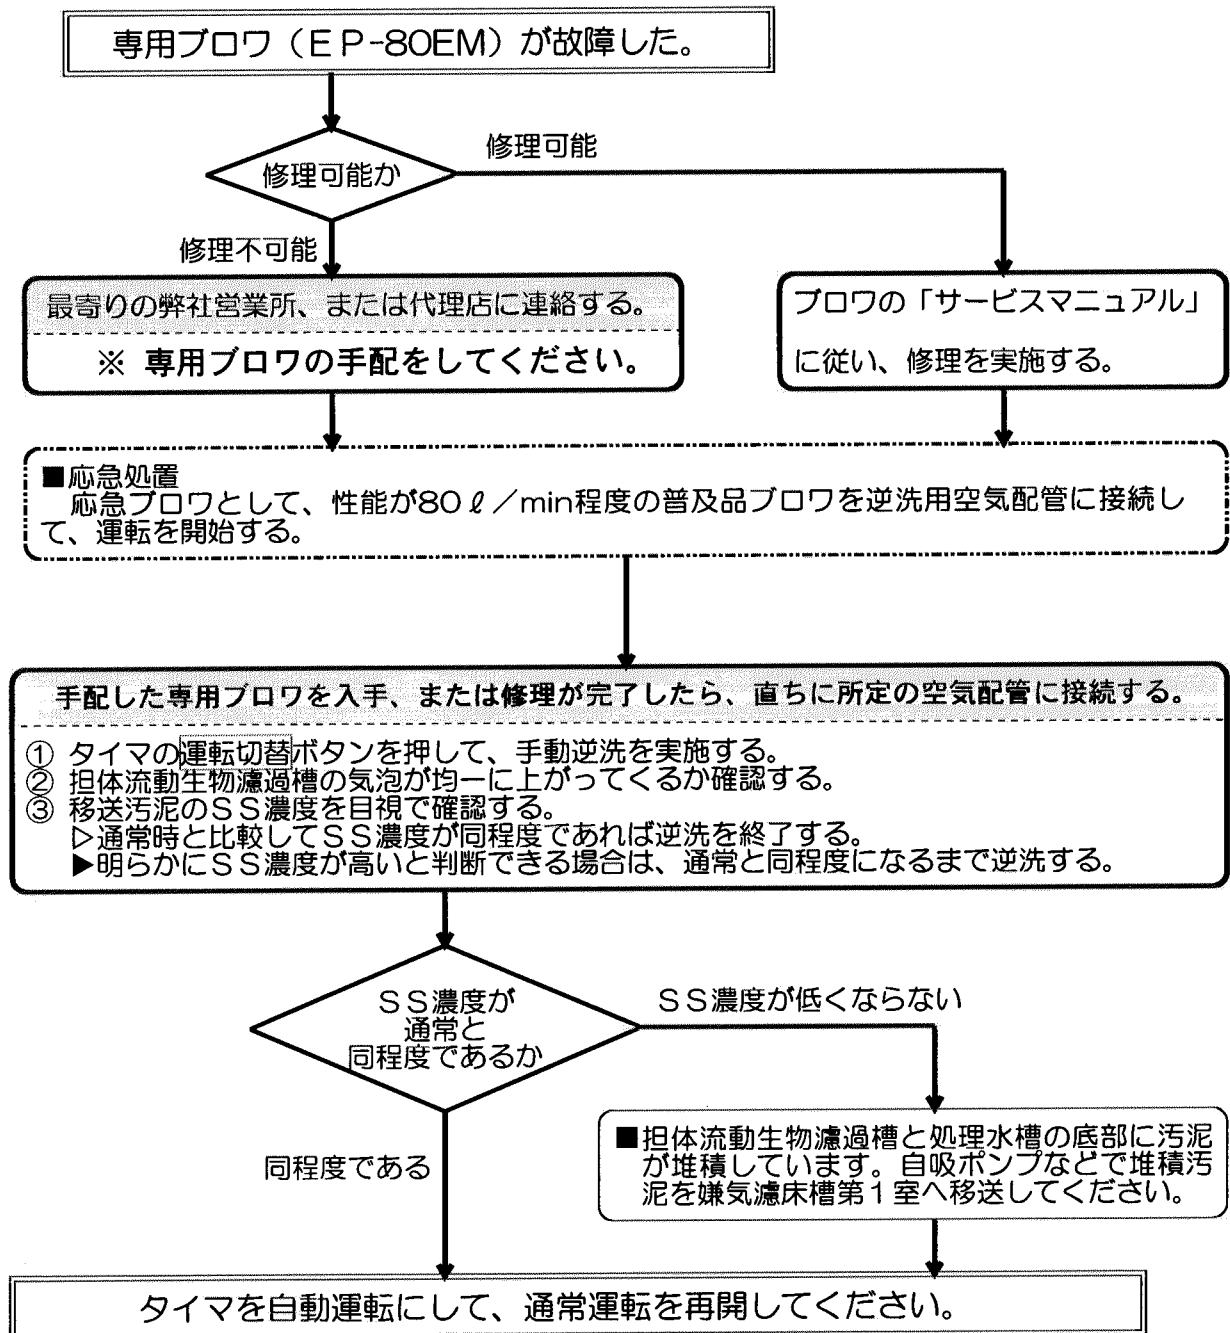 専用ブロワ（ＥＰ-80EM）が故障した。
修理可能か
修理可能
修理不可能
最寄りの弊社営業所、または代理店に連絡する。
※ 専用ブロワの手配をしてください。
ブロワの「サービスマニュアル」
に従い、修理を実施する。
■応急処置
応急ブロワとして、性能が80ℓ／min程度の普及品ブロワを逆洗用空気配管に接続し
て、運転を開始する。
手配した専用ブロワを入手、または修理が完了したら、直ちに所定の空気配管に接続する。
① タイマの運転切替ボタンを押して、手動逆洗を実施する。
② 担体流動生物濾過槽の気泡が均一に上がってくるか確認する。
③ 移送汚泥のＳＳ濃度を目視で確認する。
▷通常時と比較してＳＳ濃度が同程度であれば逆洗を終了する。
▶明らかにＳＳ濃度が高いと判断できる場合は、通常と同程度になるまで逆洗する。
ＳＳ濃度が
通常と
同程度であるか
ＳＳ濃度が低くならない
同程度である
■担体流動生物濾過槽と処理水槽の底部に汚泥
が堆積しています。自吸ポンプなどで堆積汚
泥を嫌気濾床槽第１室へ移送してください。
タイマを自動運転にして、通常運転を再開してください。